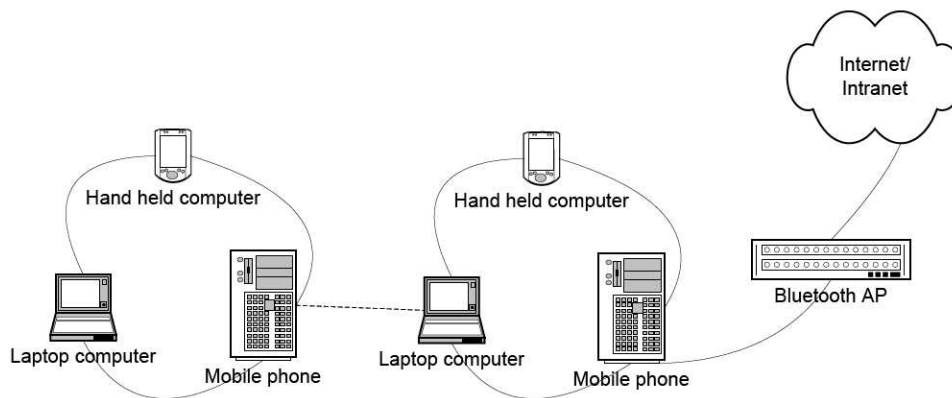 Internet/
Intranet
Hand held computer
Hand held computer
Bluetooth AP
Laptop computer
Mobile phone
Laptop computer
Mobile phone